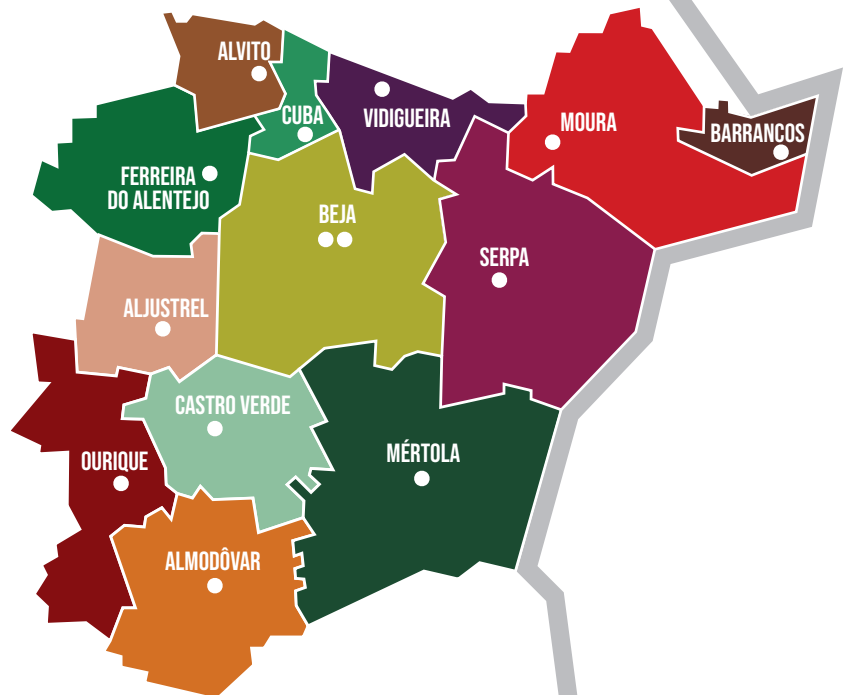 ALVITO
CUBA
VIDIGUEIRA
MOURA
BARRANCOS
FERREIRA
DO ALENTEJO
BEJA
SERPA
ALJUSTREL
CASTRO VERDE
MÉRTOLA
OURIQUE
ALMODÔVAR